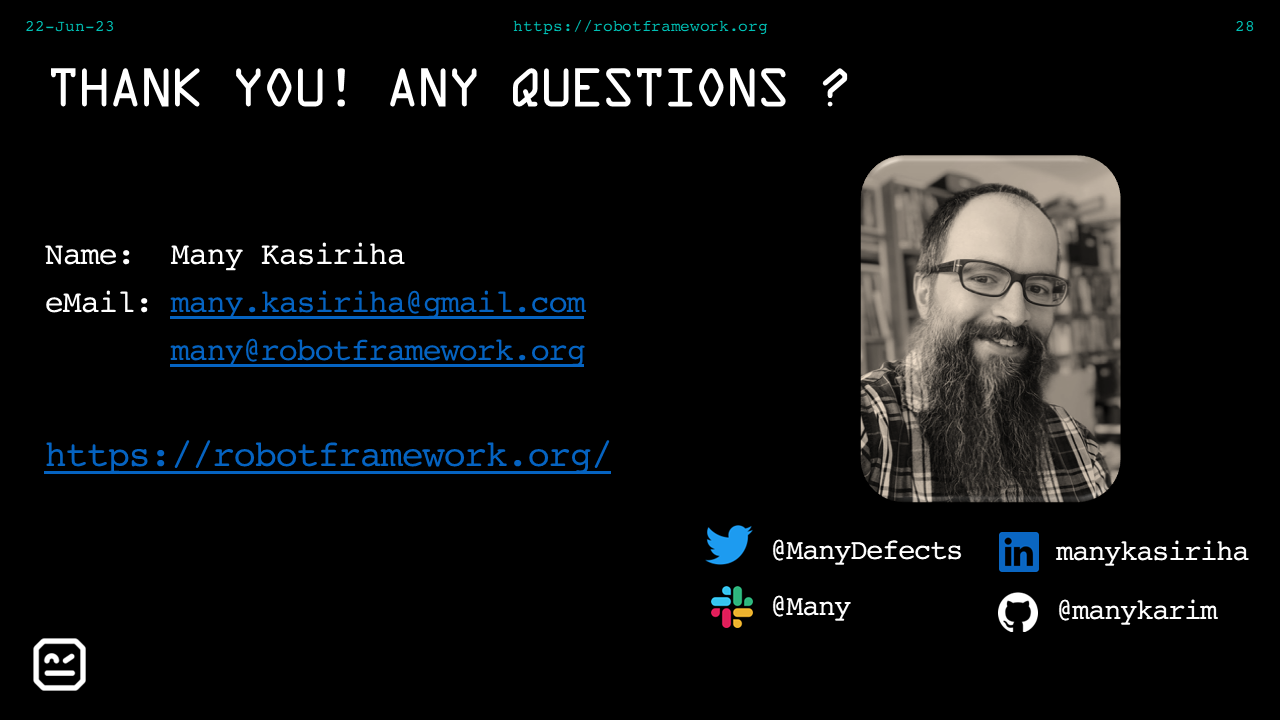 22-Jun-23 https://robotframework.org 28
THANK YOU! ANY QUESTIONS ?
Name: Many Kasiriha
eMail: many.kasiriha@gmail.com
many@robotframework.org
https://robotframework.org/
@ManyDefects
in manykasiriha
@Many
@manykarim